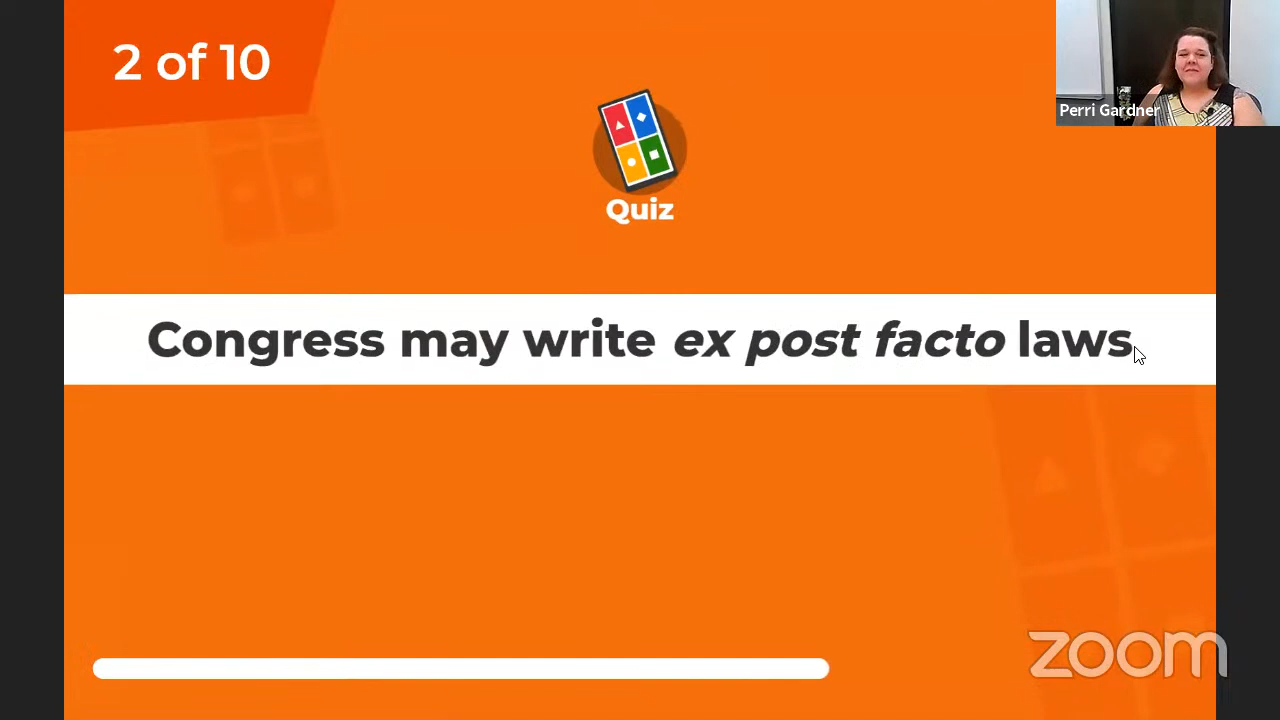 2 of 10
Perri Gardner
Quiz
Congress may write ex post facto laws.
zoom